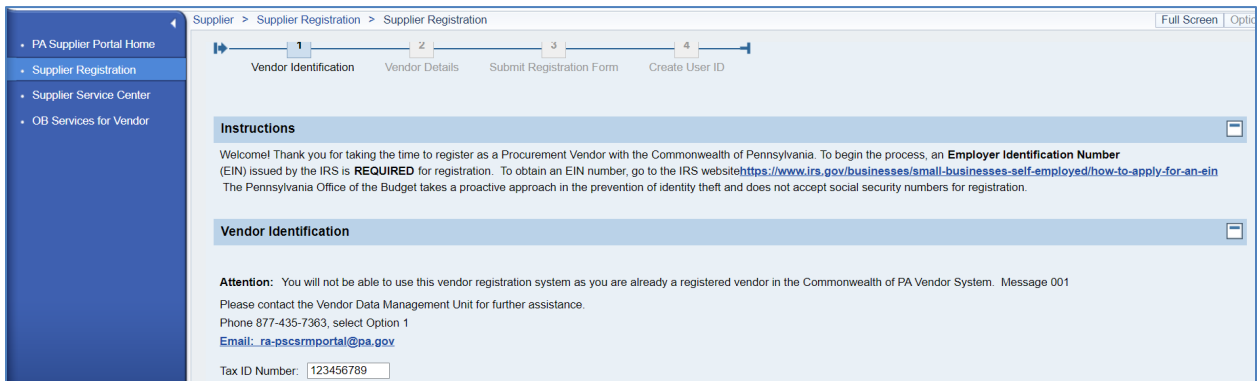 Supplier > Supplier Registration > Supplier Registration
Full Screen
PA Supplier Portal Home
Supplier Registration
Supplier Service Center
OB Services for Vendor
1 2 3 4
Vendor Identification Vendor Details Submit Registration Form Create User ID
Instructions
Welcome! Thank you for taking the time to register as a Procurement Vendor with the Commonwealth of Pennsylvania. To begin the process, an Employer Identification Number
(EIN) issued by the IRS is REQUIRED for registration. To obtain an EIN number, go to the IRS websitehttps://www.irs.gov/businesses/small-businesses-self-employed/how-to-apply-for-an-ein
The Pennsylvania Office of the Budget takes a proactive approach in the prevention of identity theft and does not accept social security numbers for registration.
Vendor Identification
Attention: You will not be able to use this vendor registration system as you are already a registered vendor in the Commonwealth of PA Vendor System. Message 001
Please contact the Vendor Data Management Unit for further assistance.
Phone 877-435-7363, select Option 1
Email: ra-pscsrmportal@pa.gov
Tax ID Number: 123456789